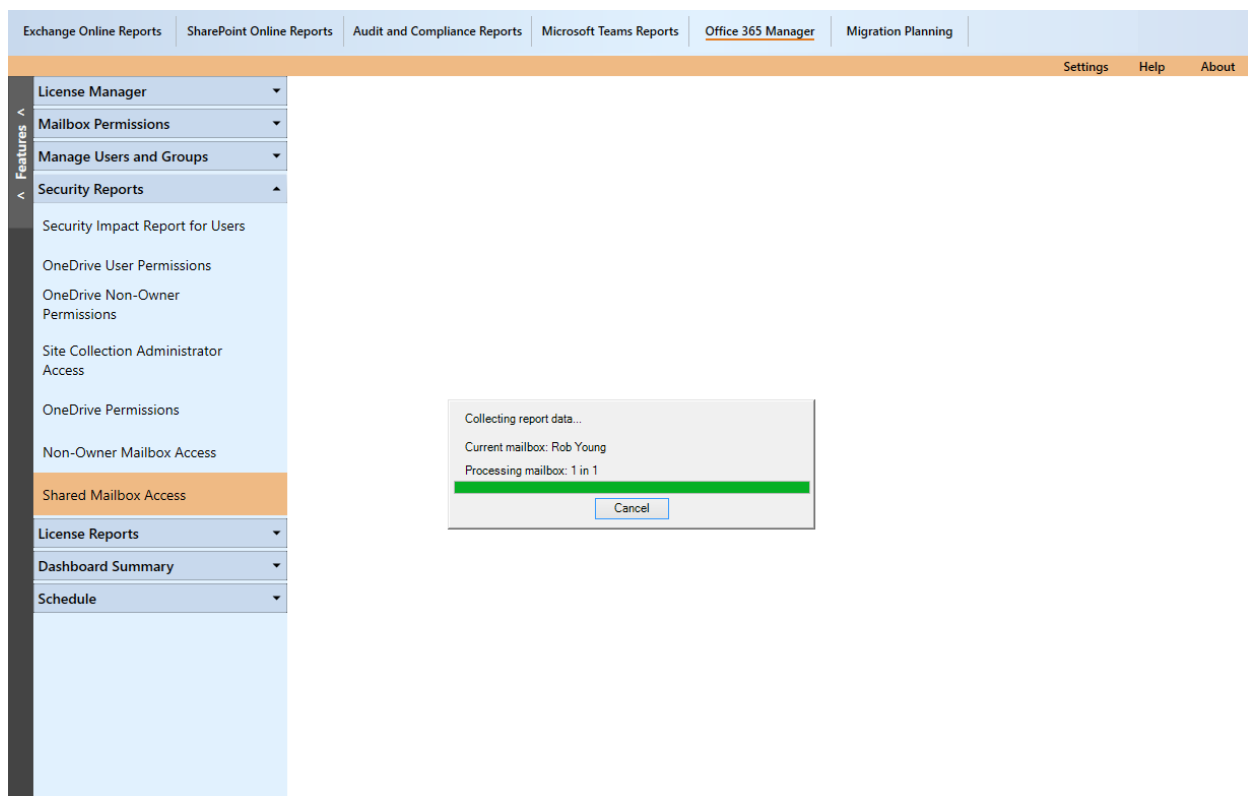 Exchange Online Reports SharePoint Online Reports Audit and Compliance Reports Microsoft Teams Reports Office 365 Manager Migration Planning
Settings Help About
< Features <
License Manager
Mailbox Permissions
Manage Users and Groups
Security Reports
Security Impact Report for Users
OneDrive User Permissions
OneDrive Non-Owner
Permissions
Site Collection Administrator
Access
OneDrive Permissions
Non-Owner Mailbox Access
Shared Mailbox Access
License Reports
Dashboard Summary
Schedule
Collecting report data...
Current mailbox: Rob Young
Processing mailbox: 1 in 1
Cancel